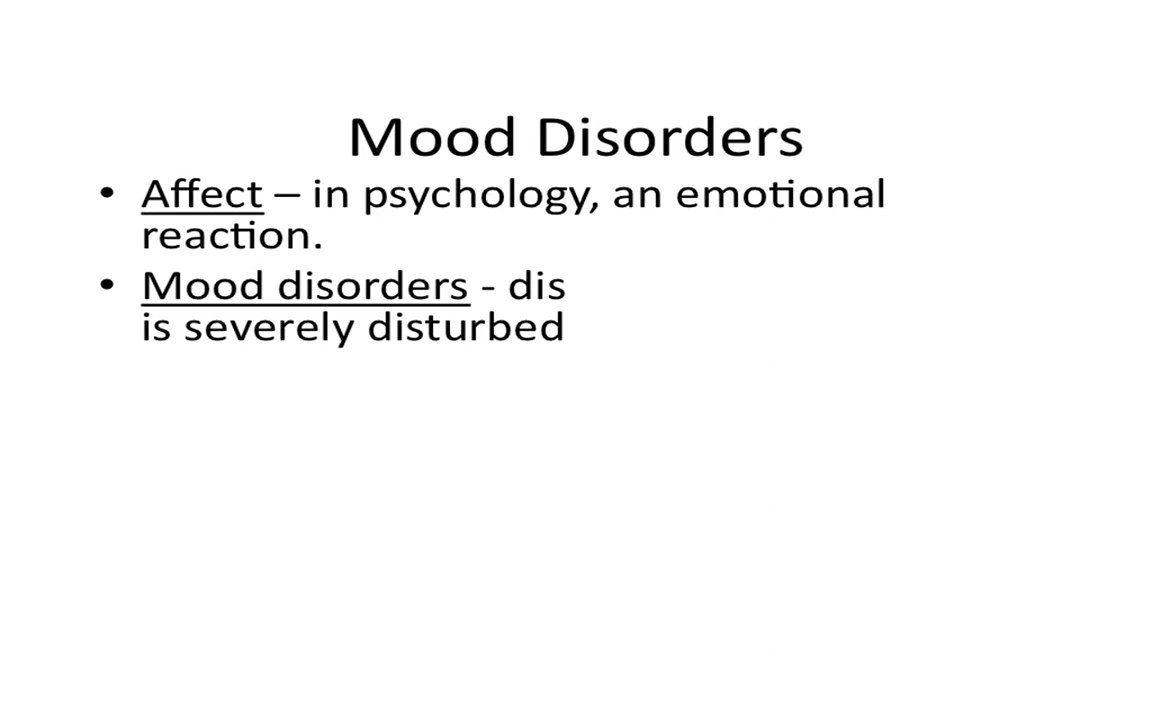 Mood Disorders
• Affect – in psychology, an emotional
reaction.
• Mood disorders - dis
is severely disturbed